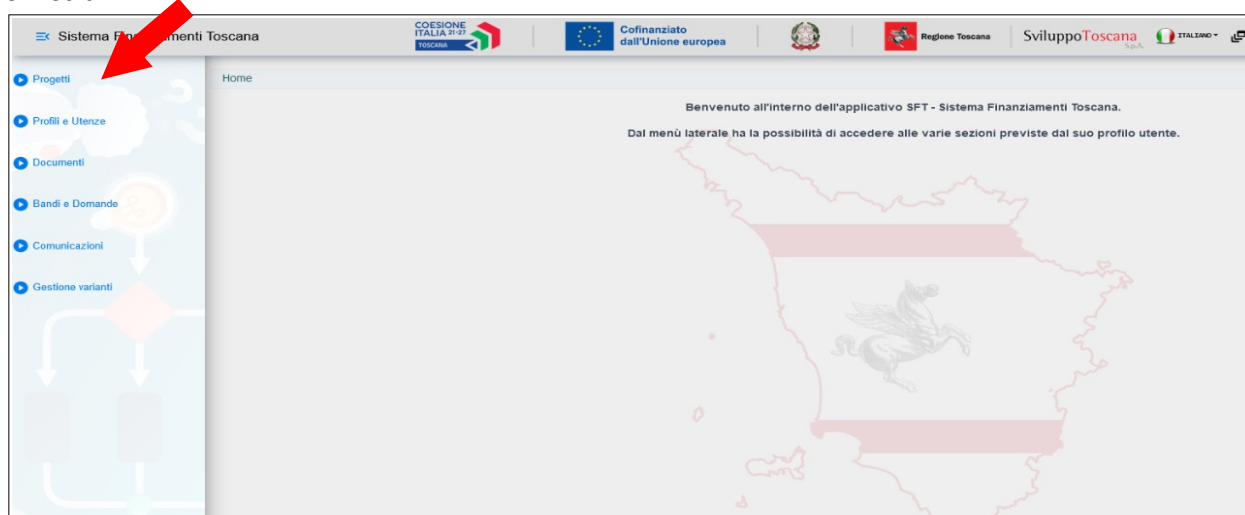 Sistema Fin menti Toscana
COESIONE
ITALIA 21-27
TOSCANA
Cofinanziato
dall'Unione europea
Regione Toscana
SviluppoToscana
S.p.A.
ITALIANO
Progetti
Home
Profili e Utenze
Documenti
Bandi e Domande
Comunicazioni
Gestione varianti
Benvenuto all'interno dell'applicativo SFT - Sistema Finanziamenti Toscana.
Dal menù laterale ha la possibilità di accedere alle varie sezioni previste dal suo profilo utente.